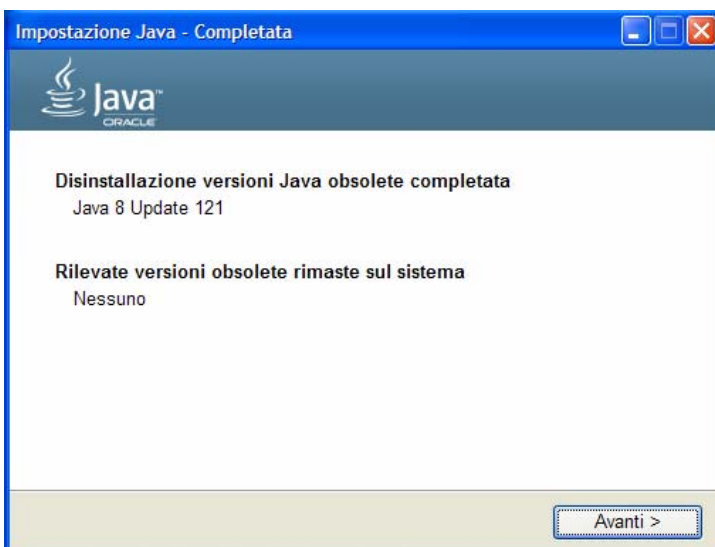 Impostazione Java - Completata
Java™
ORACLE
Disinstallazione versioni Java obsolete completata
Java 8 Update 121
Rilevate versioni obsolete rimaste sul sistema
Nessuno
Avanti >